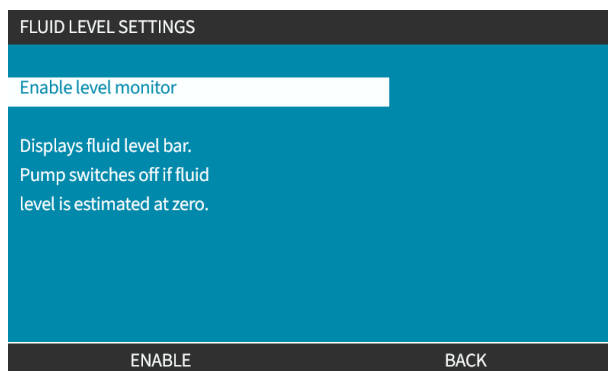 FLUID LEVEL SETTINGS
Enable level monitor
Displays fluid level bar.
Pump switches off if fluid
level is estimated at zero.
ENABLE
BACK